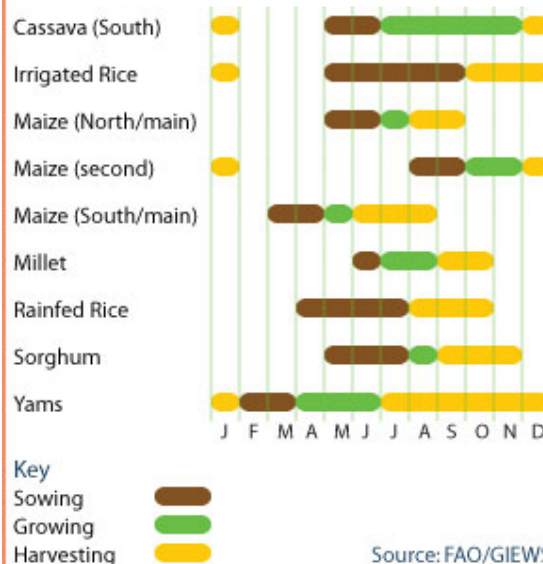 Cassava (South)
Irrigated Rice
Maize (North/main)
Maize (second)
Maize (South/main)
Millet
Rainfed Rice
Sorghum
Yams
J F M A M J J A S O N D
Key
Sowing
Growing
Harvesting
Source: FAO/GIEWS